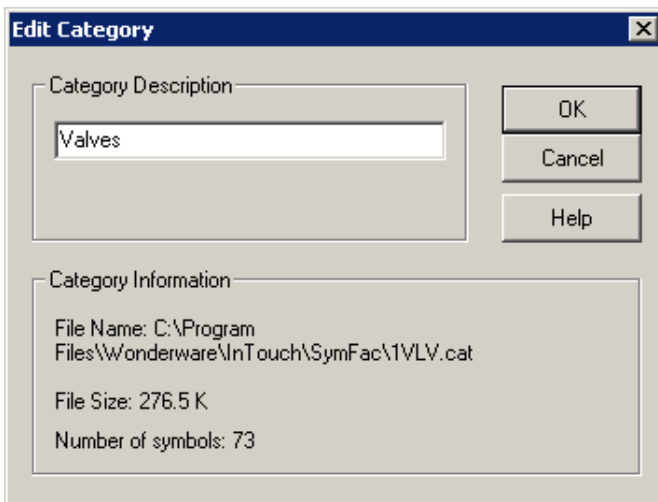 Edit Category
Category Description
Valves
OK
Cancel
Help
Category Information
File Name: C:\Program
Files\Wonderware\InTouch\SymFac\1VLV.cat
File Size: 276.5 K
Number of symbols: 73